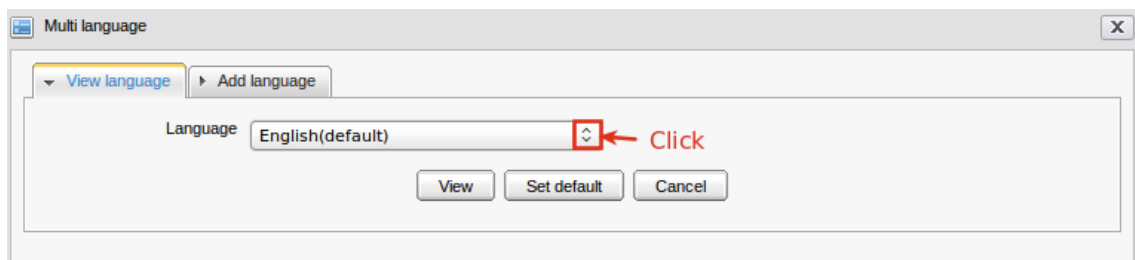 Multi language
View language Add language
Language English(default) Click
View Set default Cancel